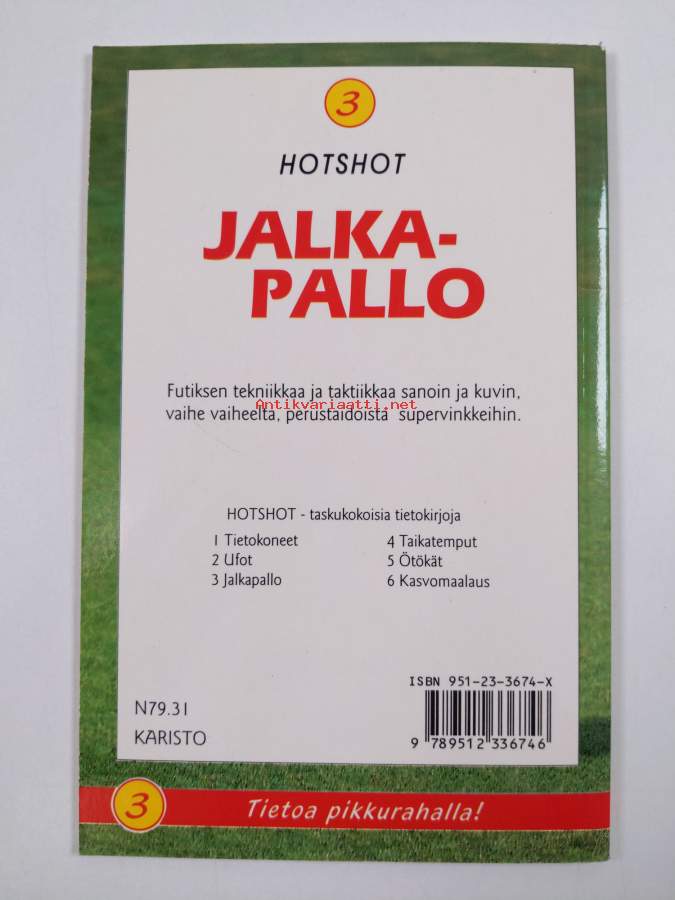 3
HOTSHOT
JALKA-
PALLO
Futiksen tekniikkaa ja taktiikkaa sanoin ja kuvin,
Antikvariaatti.net
vaihe vaiheelta, perustaidoista supervinkkeihin.
HOTSHOT - taskukokoisia tietokirjoja
1 Tietokoneet
2 Ufot
3 Jalkapallo
4 Taikatemput
5 Ötökät
6 Kasvomaalaus
ISBN 951-23-3674-X
9 789512 336746
N79.31
KARISTO
3
Tietoa pikkurahalla!